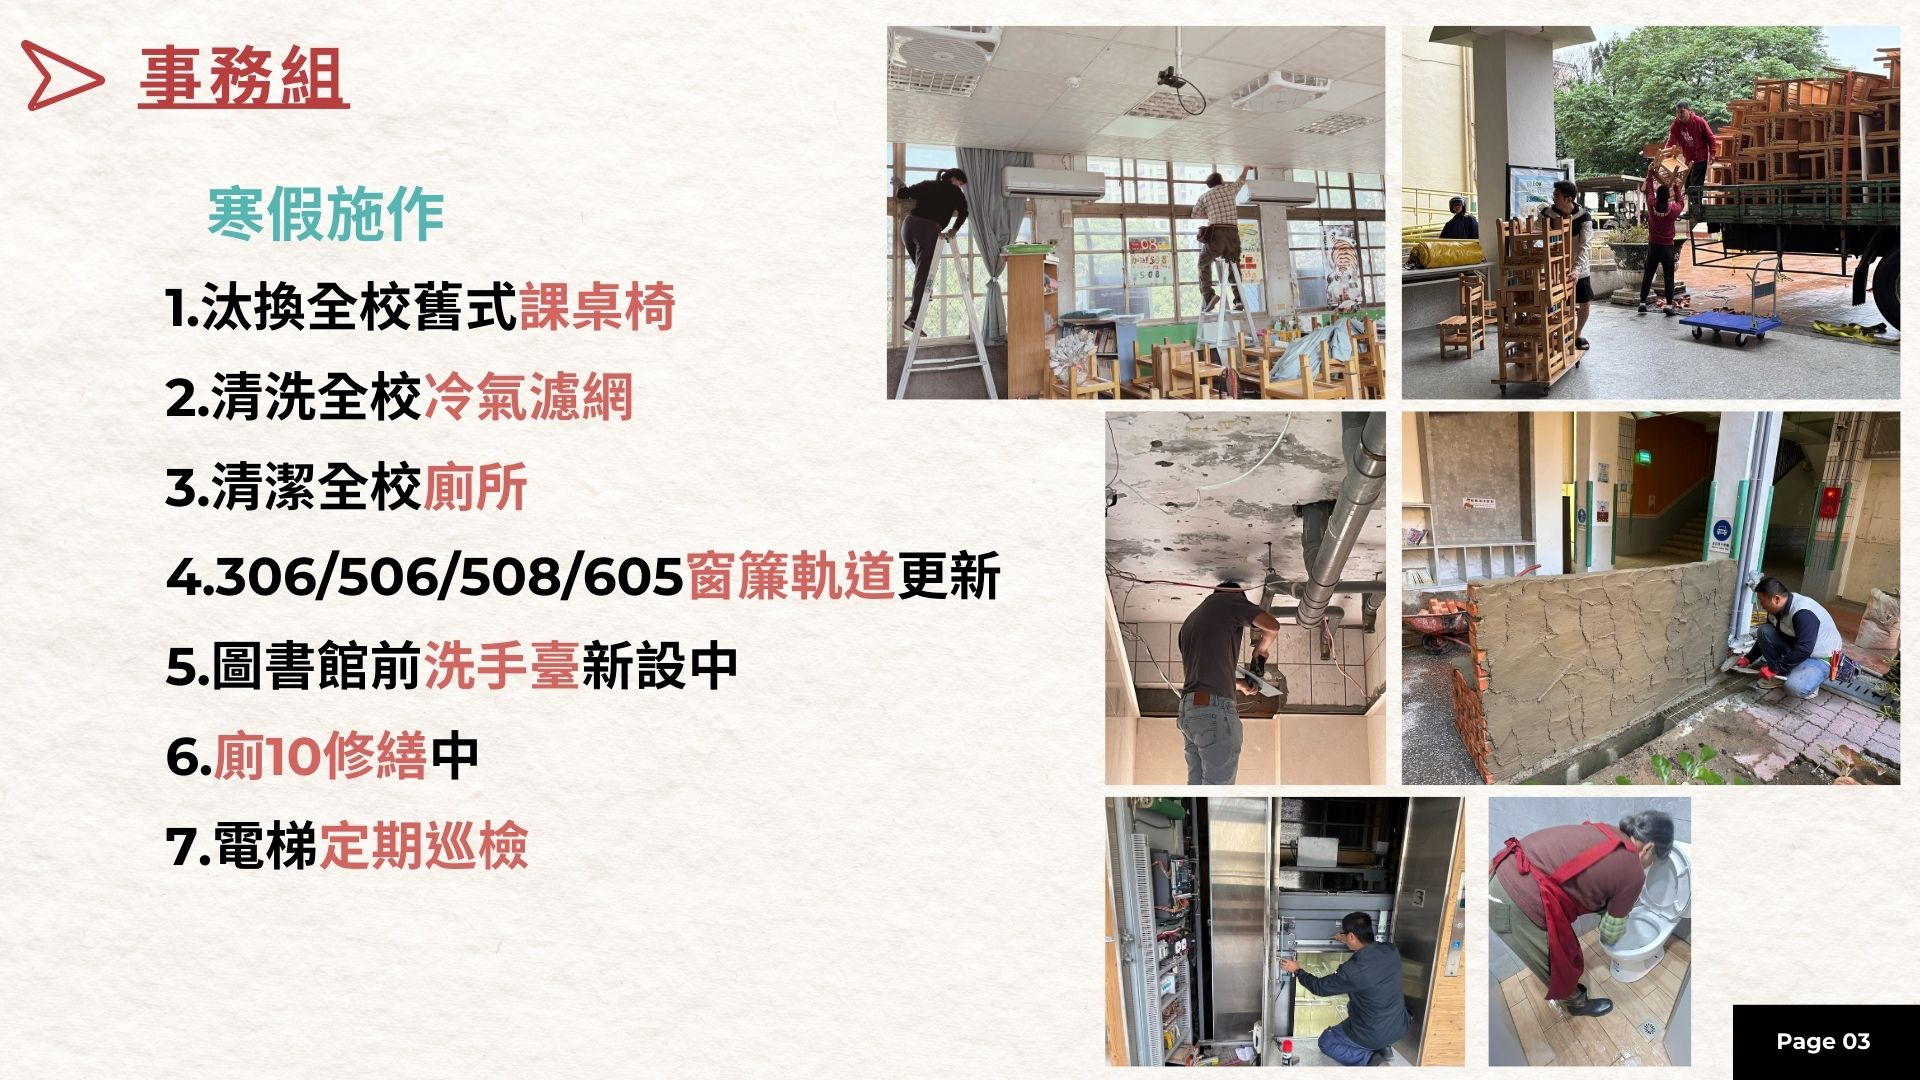 事務組
寒假施作
1.汰換全校舊式課桌椅
2.清洗全校冷氣濾網
3.清潔全校廁所
4.306/506/508/605窗簾軌道更新
5.圖書館前洗手臺新設中
6.廁10修繕中
7.電梯定期巡檢
Page 03